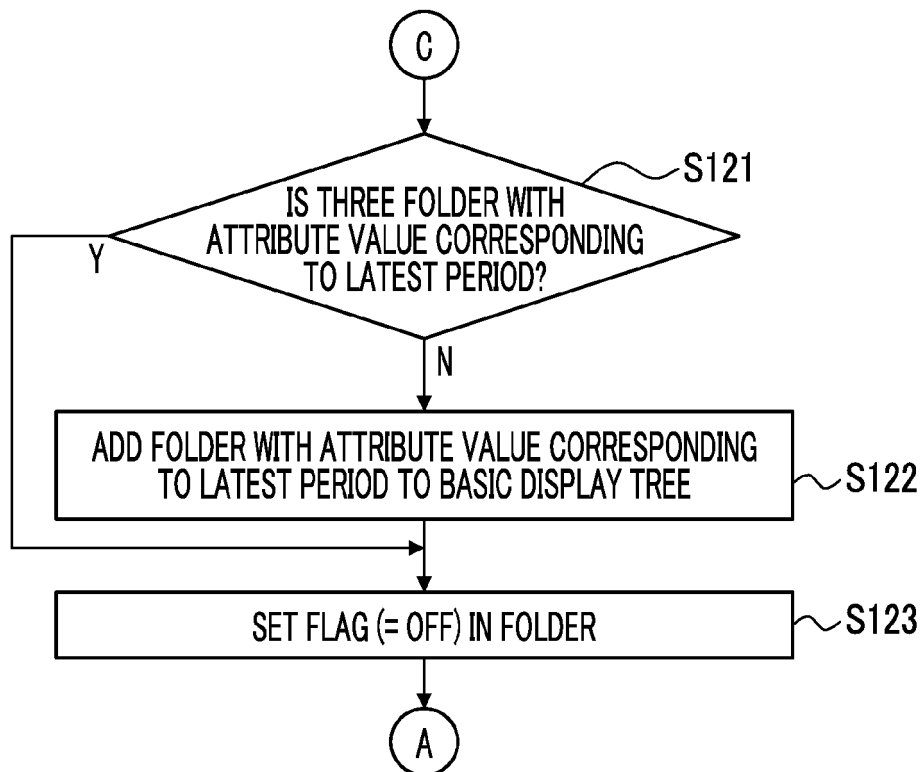 C
S121
IS THREE FOLDER WITH
ATTRIBUTE VALUE CORRESPONDING
TO LATEST PERIOD?
Y
N
ADD FOLDER WITH ATTRIBUTE VALUE CORRESPONDING
TO LATEST PERIOD TO BASIC DISPLAY TREE
S122
SET FLAG (= OFF) IN FOLDER
S123
A